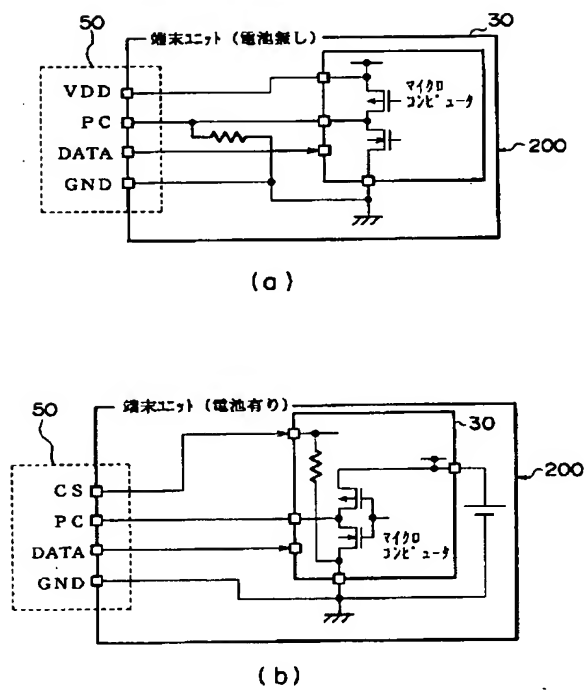 50
端末ユニット(電池無し)
30
VDD
PC
DATA
GND
マイクロ
コンピュータ
200
(a)
50
端末ユニット(電池有り)
30
CS
PC
DATA
GND
マイクロ
コンピュータ
200
(b)